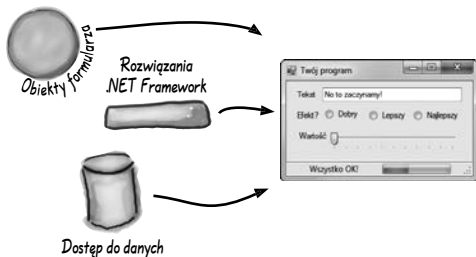 Obiekty formularza
Rozwiązania
.NET Framework
Dostęp do danych
Twój program
Tekst No to zaczynamy!
Efekt? Dobry Lepszy Najlepszy
Wartość
Wszystko OK!